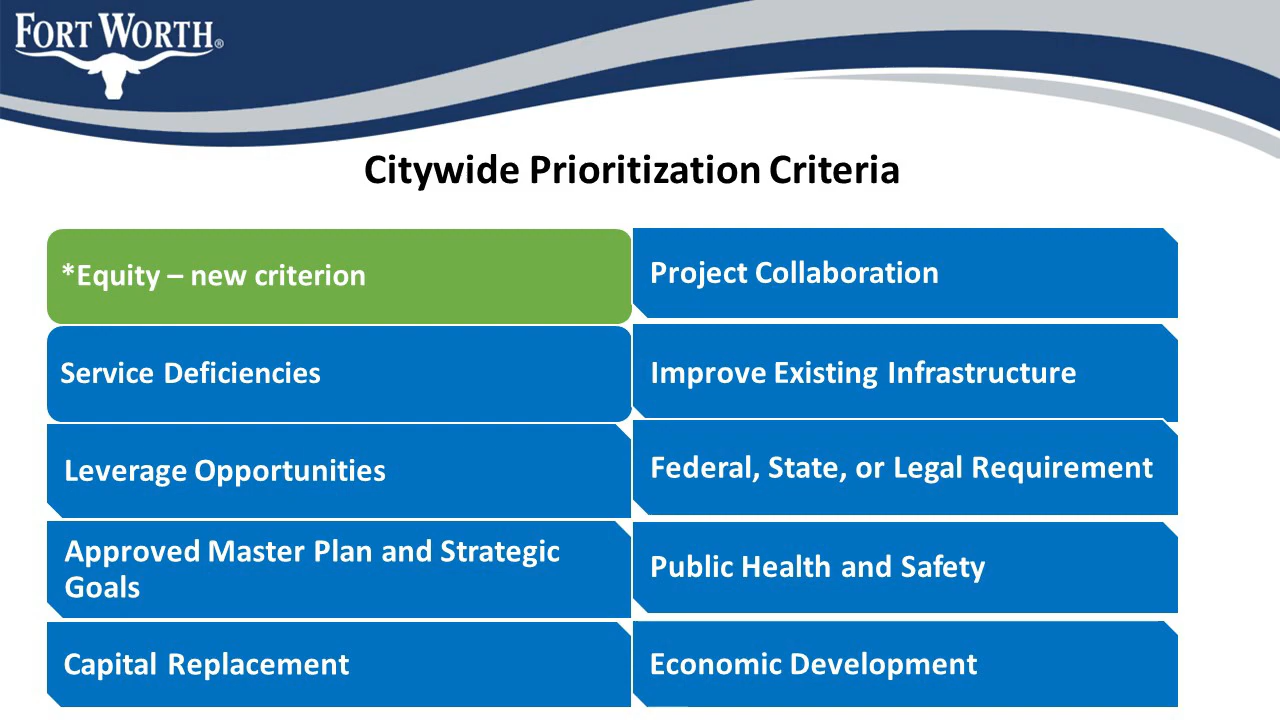 FORT WORTH®
Citywide Prioritization Criteria
*Equity – new criterion
Service Deficiencies
Leverage Opportunities
Approved Master Plan and Strategic
Goals
Capital Replacement
Project Collaboration
Improve Existing Infrastructure
Federal, State, or Legal Requirement
Public Health and Safety
Economic Development